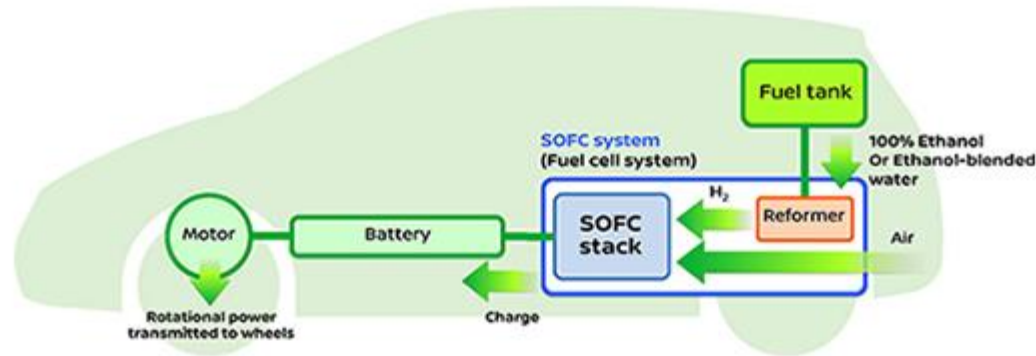 Fuel tank
SOFC system
(Fuel cell system)
100% Ethanol
Or Ethanol-blended
water
H2
Reformer
SOFC
stack
Motor
Battery
Air
Charge
Rotational power
transmitted to wheels